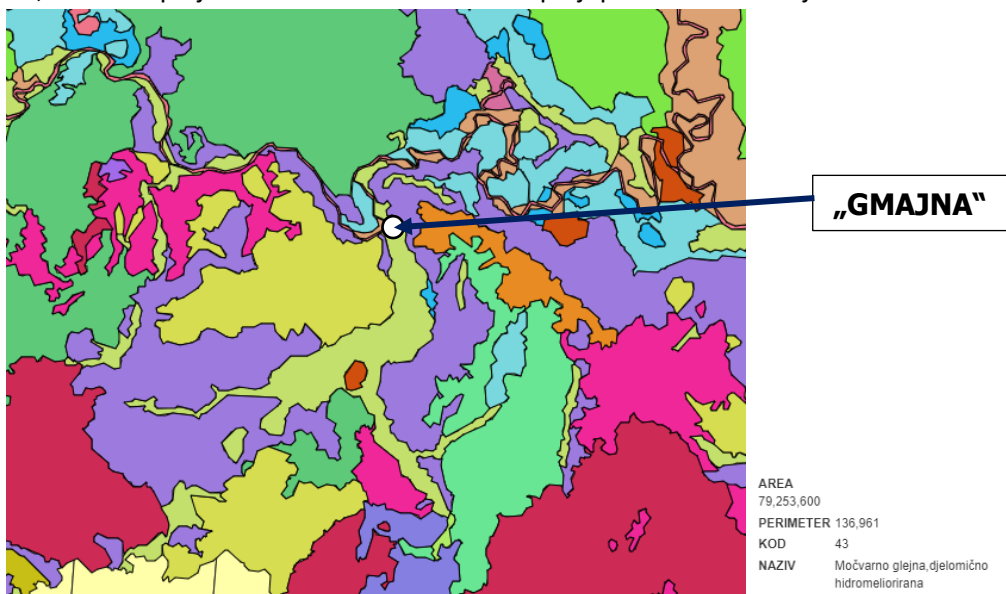 „GMAJNA“
AREA
79,253,600
PERIMETER 136,961
KOD 43
NAZIV Močvarno glejna,djelomično
hidromeliorirana